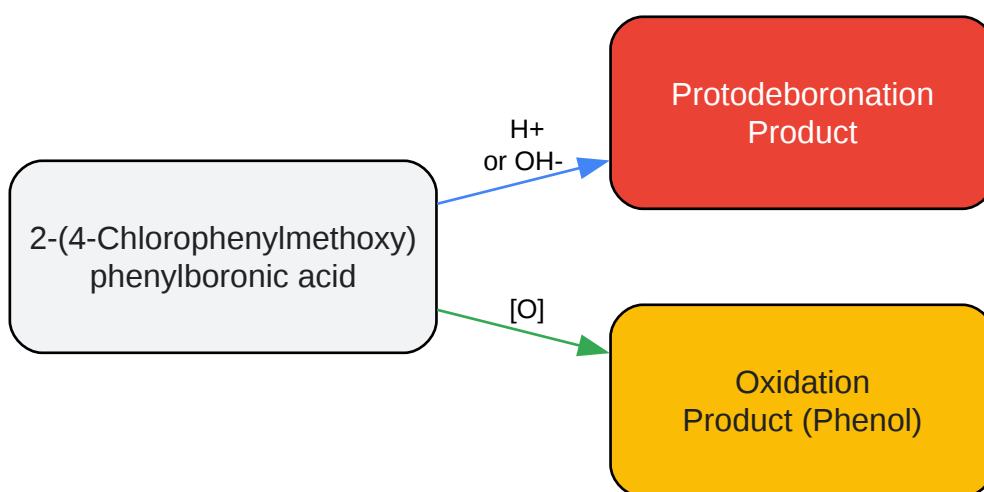 2-(4-Chlorophenylmethoxy)
phenylboronic acid
H+
or OH-
Protodeboronation
Product
[O]
Oxidation
Product (Phenol)